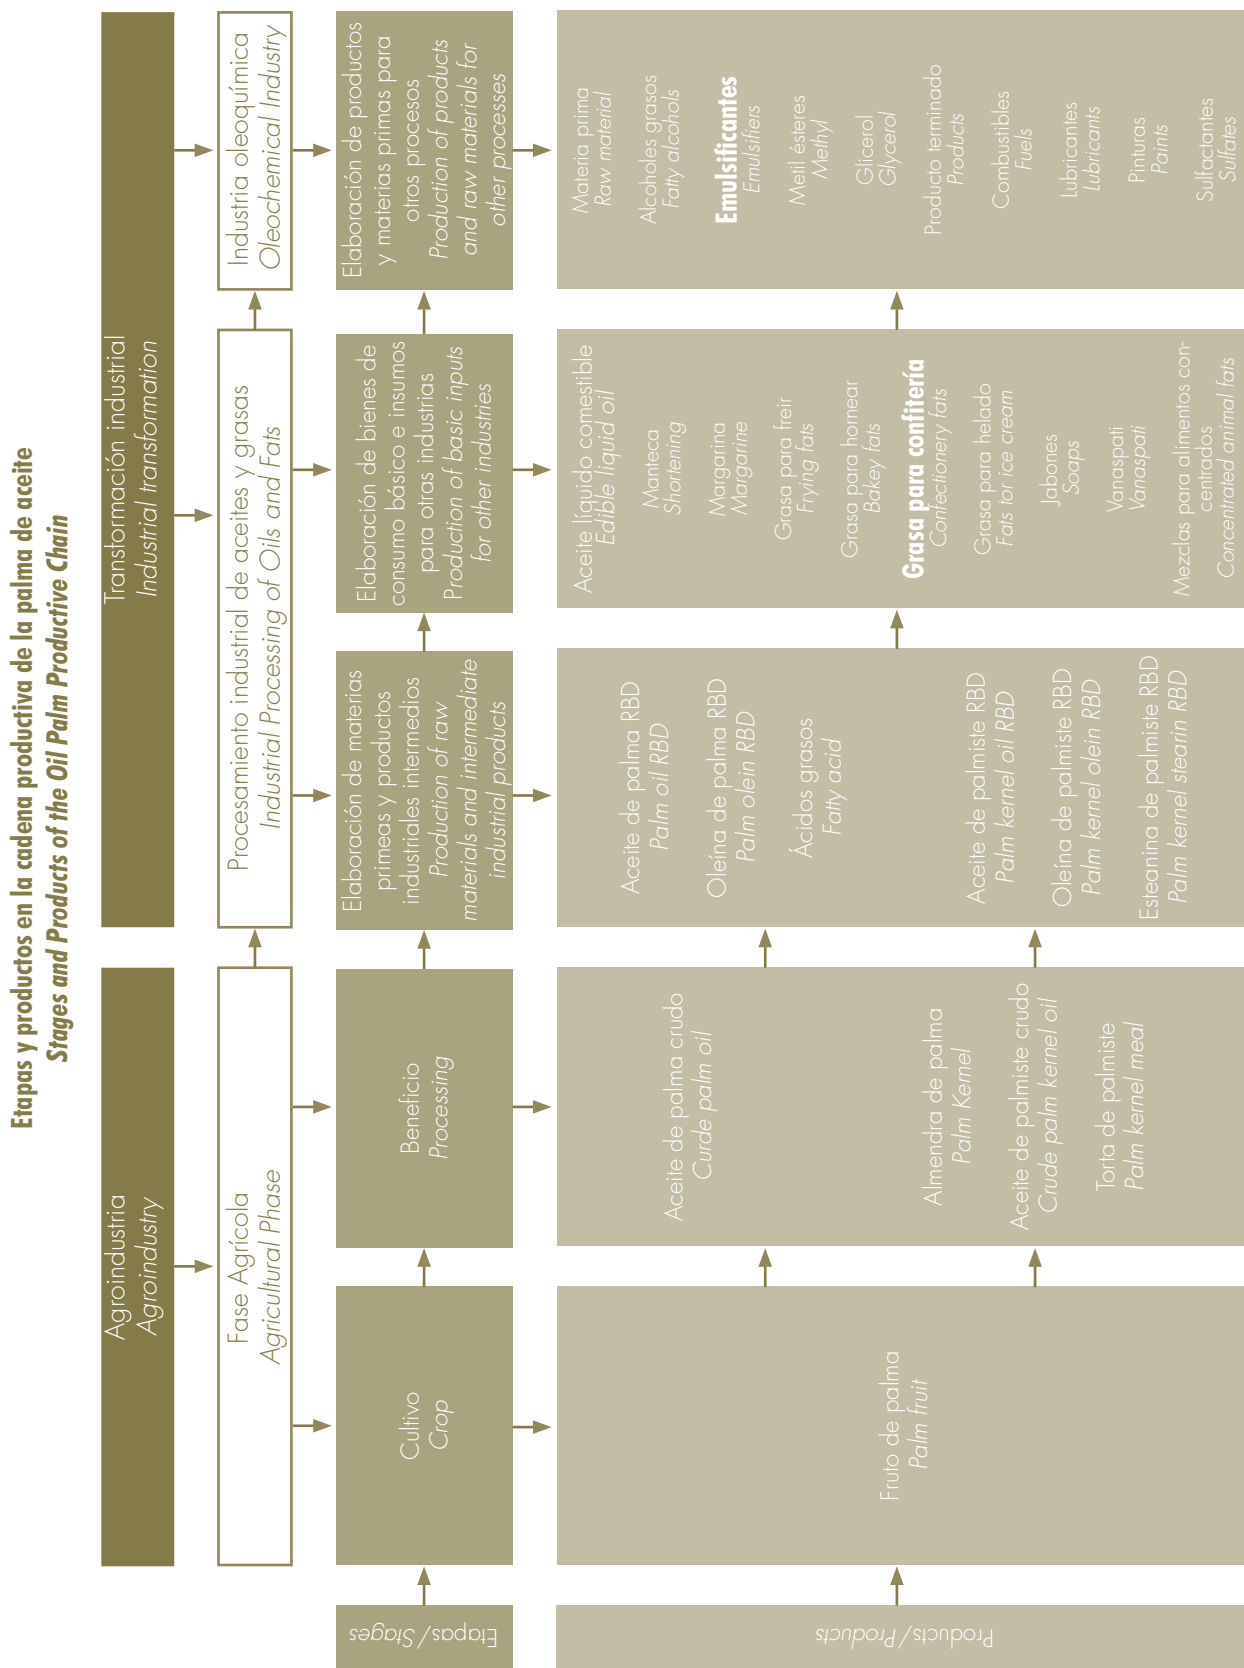 Etapas y productos en la cadena productiva de la palma de aceite
Stages and Products of the Oil Palm Productive Chain
Agroindustria
Agroindustry
Transformación industrial
Industrial transformation
Fase Agrícola
Agricultural Phase
Procesamiento industrial de aceites y grasas
Industrial Processing of Oils and Fats
Industria oleoquímica
Oleochemical Industry
Etapas/Stages
Cultivo
Crop
Beneficio
Processing
Elaboración de materias
primeas y productos
industriales intermedios
Production of raw
materials and intermediate
industrial products
Elaboración de bienes de
consumo básico e insumos
para otras industrias
Production of basic inputs
for other industries
Elaboración de productos
y materias primas para
otros procesos
Production of products
and raw materials for
other processes
Products/Products
Fruto de palma
Palm fruit
Aceite de palma crudo
Curde palm oil
Almendra de palma
Palm Kernel
Aceite de palmiste crudo
Crude palm kernel oil
Torta de palmiste
Palm kernel meal
Aceite de palma RBD
Palm oil RBD
Oleína de palma RBD
Palm olein RBD
Ácidos grasos
Fatty acid
Aceite de palmiste RBD
Palm kernel oil RBD
Oleína de palmiste RBD
Palm kernel olein RBD
Esteanina de palmiste RBD
Palm kernel stearin RBD
Aceite líquido comestible
Edible liquid oil
Manteca
Shortening
Margarina
Margarine
Grasa para freir
Frying fats
Grasa para hornear
Bakey fats
Grasa para confitería
Confectionery fats
Grasa para helado
Fats tor ice cream
Jabones
Soaps
Vanaspati
Vanaspati
Mezclas para alimentos con-
centrados
Concentrated animal fats
Materia prima
Raw material
Alcoholes grasos
Fatty alcohols
Emulsificantes
Emulsifiers
Metil ésteres
Methyl
Glicerol
Glycerol
Producto terminado
Products
Combustibles
Fuels
Lubricantes
Lubricants
Pinturas
Paints
Sulfactantes
Sulfates